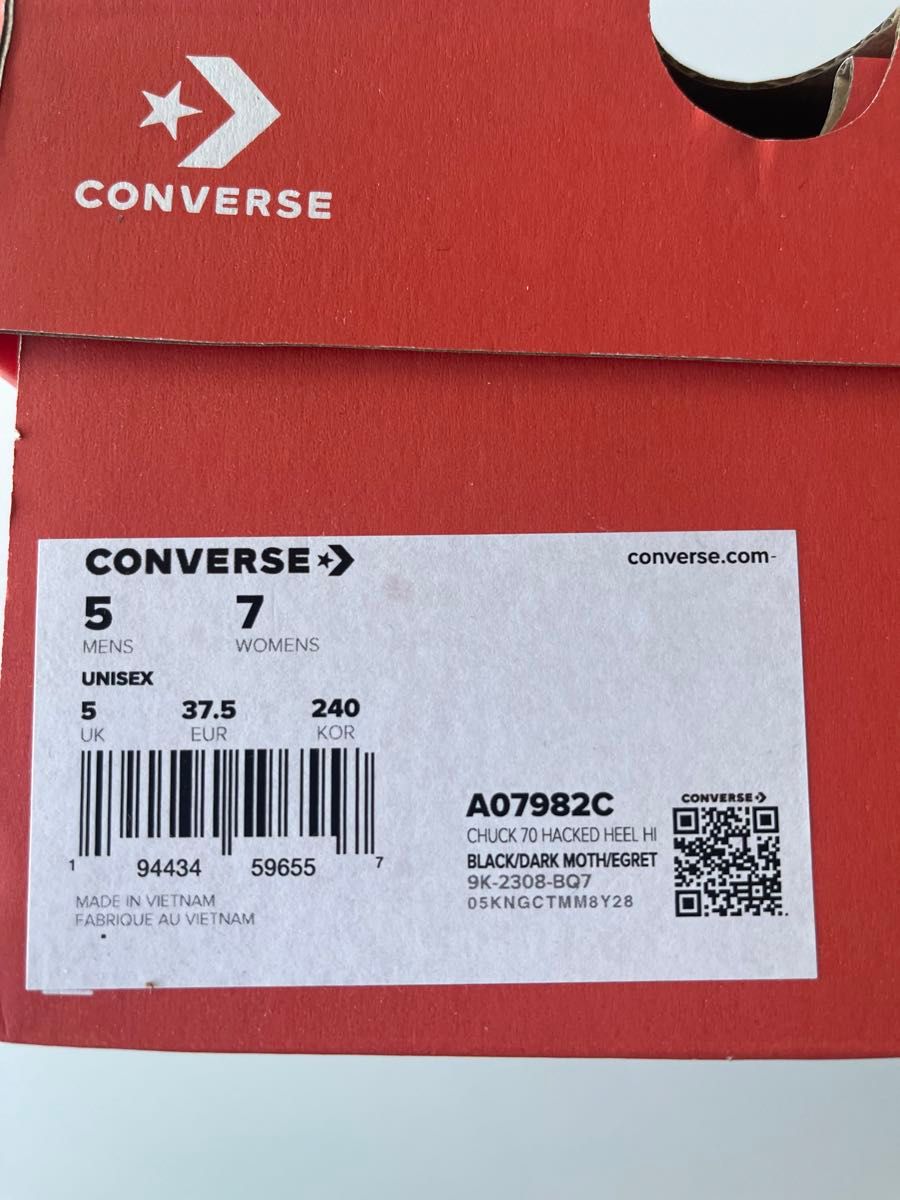 CONVERSE
CONVERSE
converse.com-
5 7
MENS WOMENS
UNISEX
5 37.5 240
UK EUR KOR
1 94434 59655 7
MADE IN VIETNAM
FABRIQUE AU VIETNAM
A07982C
CHUCK 70 HACKED HEEL HI
BLACK/DARK MOTH/EGRET
9K-2308-BQ7
05KNGCTMM8Y28
CONVERSE